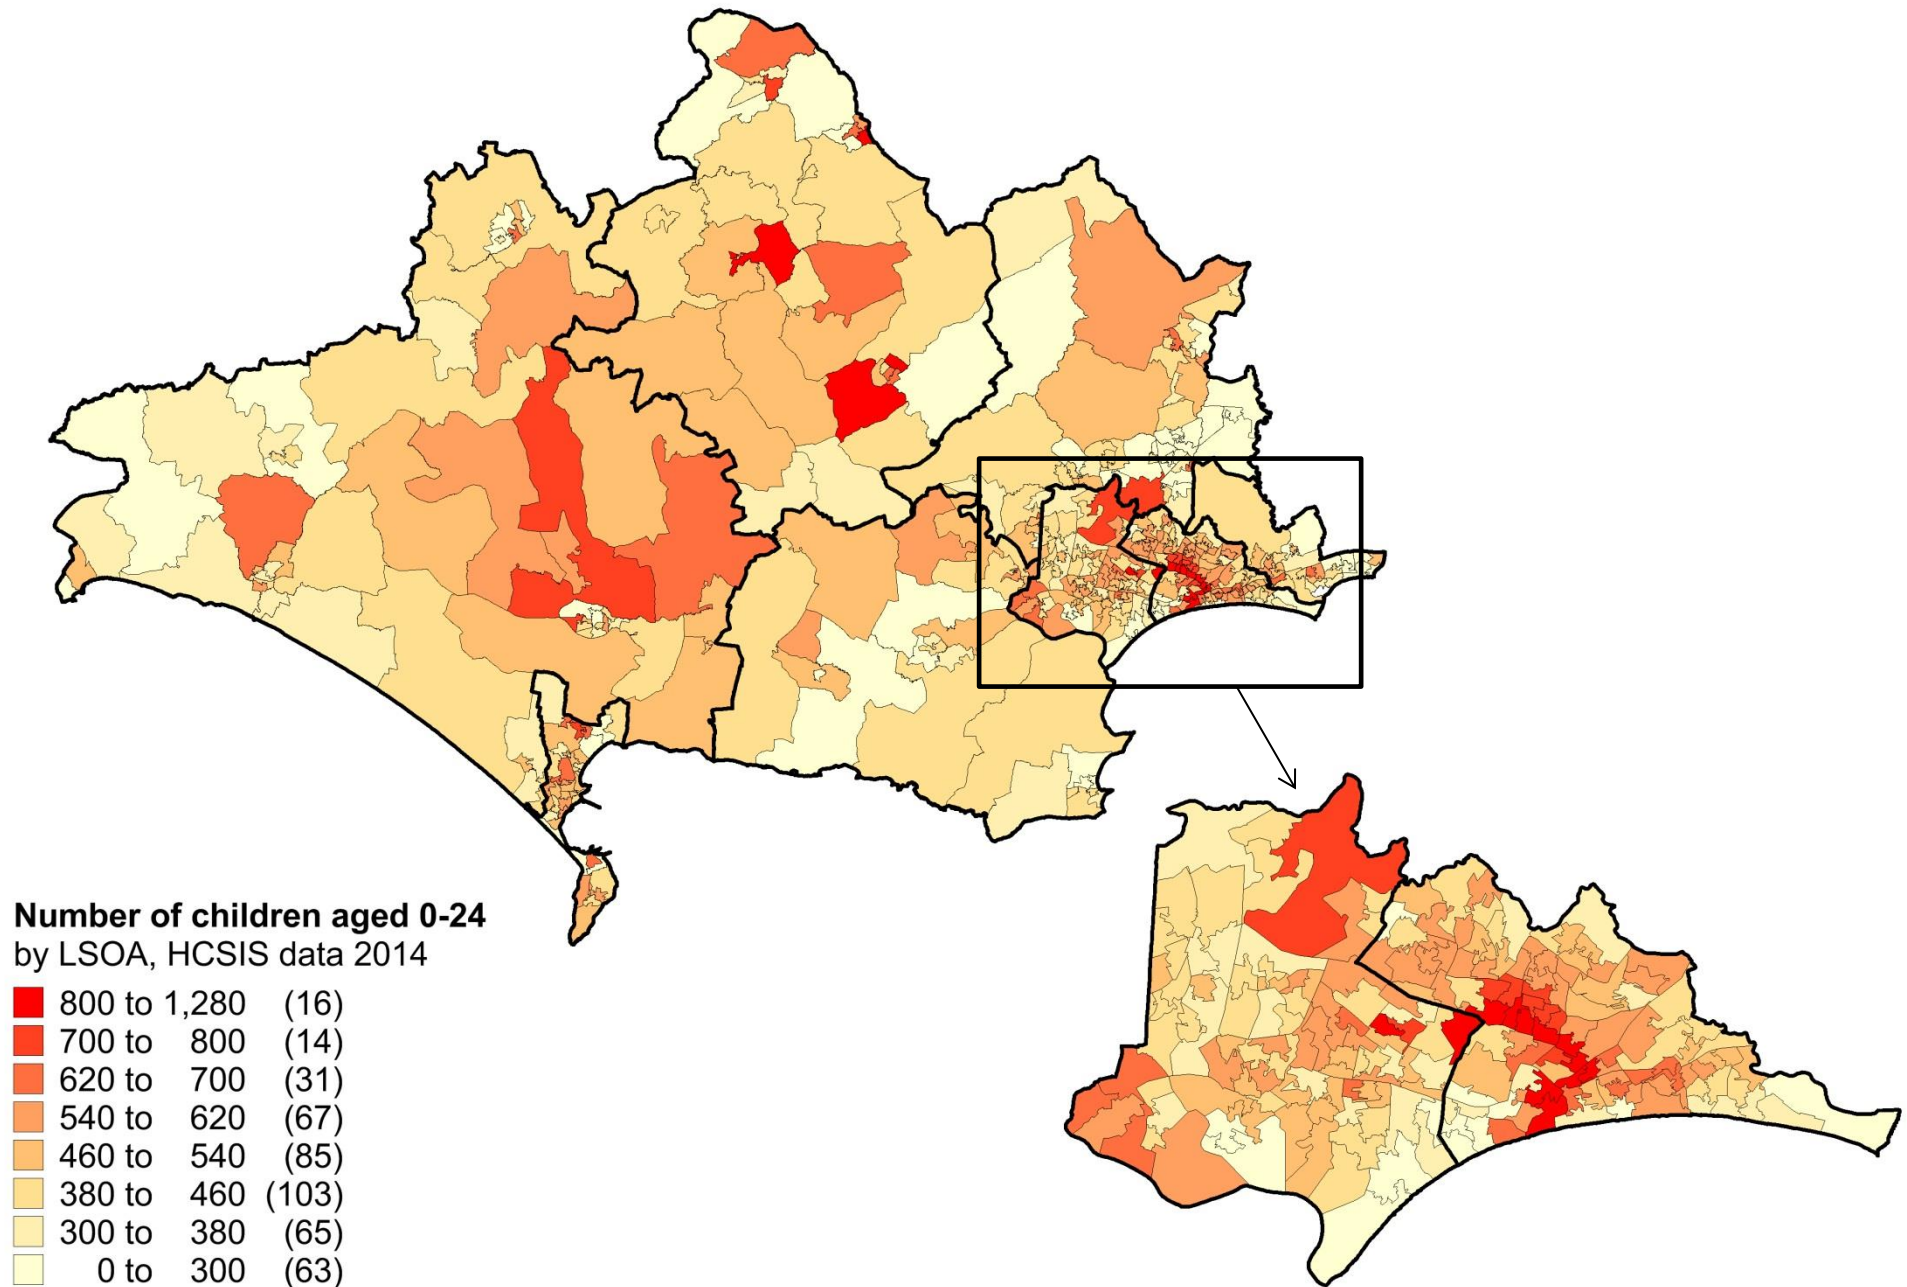 Number of children aged 0-24
by LSOA, HCSIS data 2014
800 to 1,280 (16)
700 to 800 (14)
620 to 700 (31)
540 to 620 (67)
460 to 540 (85)
380 to 460 (103)
300 to 380 (65)
0 to 300 (63)